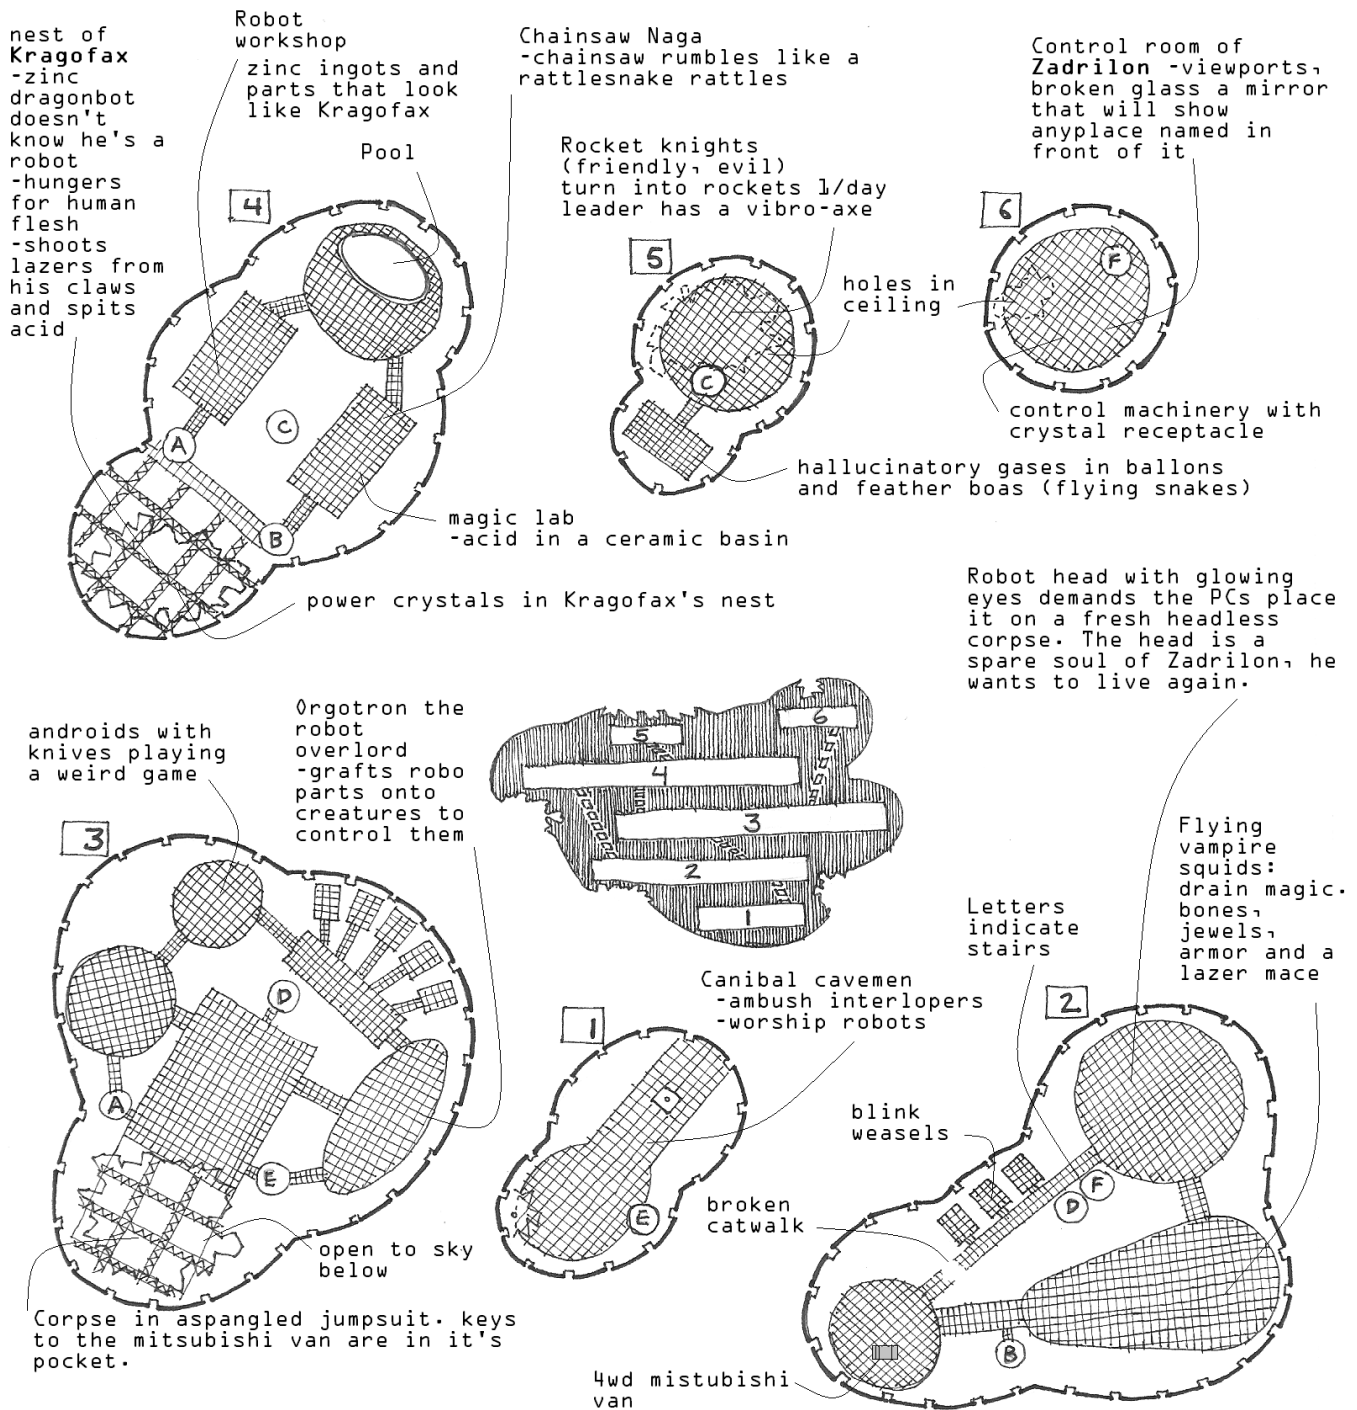 nest of
Kragofax
-zinc
dragonbot
doesn't
know he's a
robot
-hungers
for human
flesh
-shoots
lazers from
his claws
and spits
acid
Robot
workshop
zinc ingots and
parts that look
like Kragofax
Pool
Chainsaw Naga
-chainsaw rumbles like a
rattlesnake rattles
Rocket knights
(friendly, evil)
turn into rockets 1/day
leader has a vibro-axe
Control room of
Zadrilon -viewports,
broken glass a mirror
that will show
anyplace named in
front of it
4
A
C
B
5
C
holes in
ceiling
6
F
control machinery with
crystal receptacle
hallucinatory gases in ballons
and feather boas (flying snakes)
magic lab
-acid in a ceramic basin
power crystals in Kragofax's nest
Robot head with glowing
eyes demands the PCs place
it on a fresh headless
corpse. The head is a
spare soul of Zadrilon, he
wants to live again.
androids with
knives playing
a weird game
Orgotron the
robot
overlord
-grafts robo
parts onto
creatures to
control them
6
5
4
3
2
1
3
D
A
E
open to sky
below
Corpse in aspangled jumpsuit. keys
to the mitsubishi van are in it's
pocket.
Canibal cavemen
-ambush interlopers
-worship robots
1
E
Letters
indicate
stairs
Flying
vampire
squids:
drain magic.
bones,
jewels,
armor and a
lazer mace
2
blink
weasels
broken
catwalk
F
D
B
4wd mistubishi
van